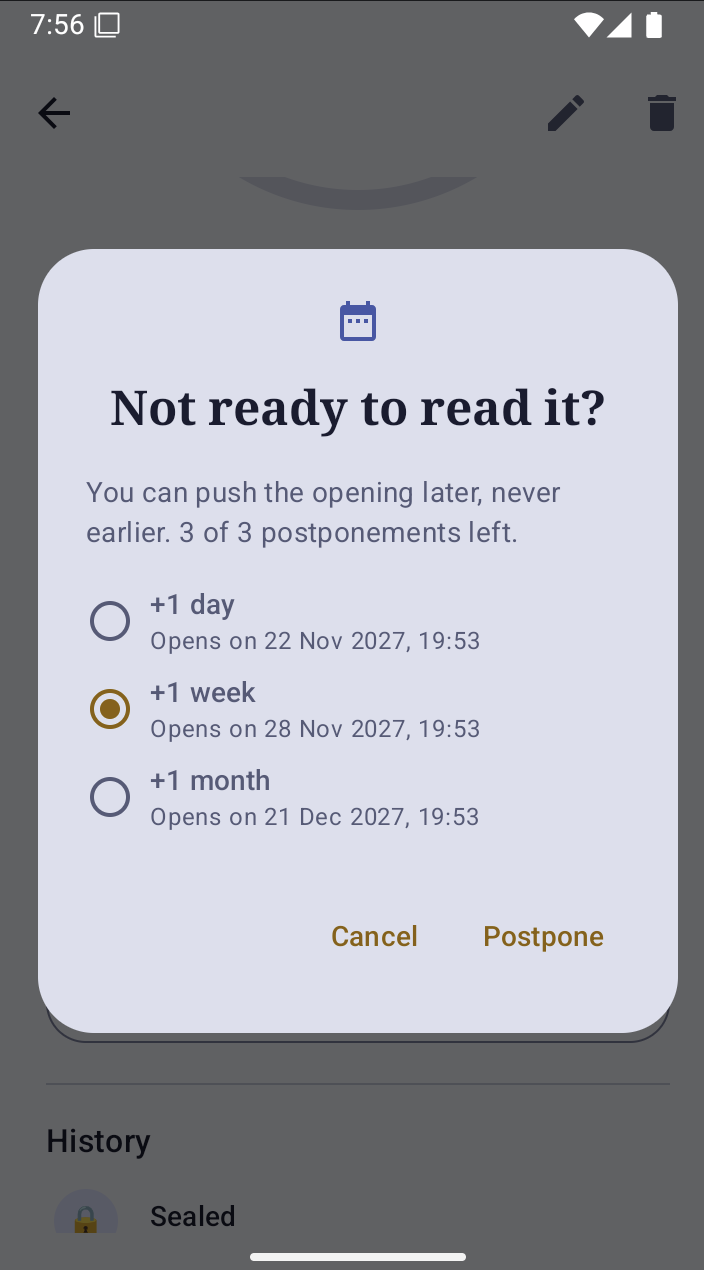 7:56
Not ready to read it?
You can push the opening later, never
earlier. 3 of 3 postponements left.
+1 day
Opens on 22 Nov 2027, 19:53
+1 week
Opens on 28 Nov 2027, 19:53
+1 month
Opens on 21 Dec 2027, 19:53
Cancel Postpone
History
Sealed